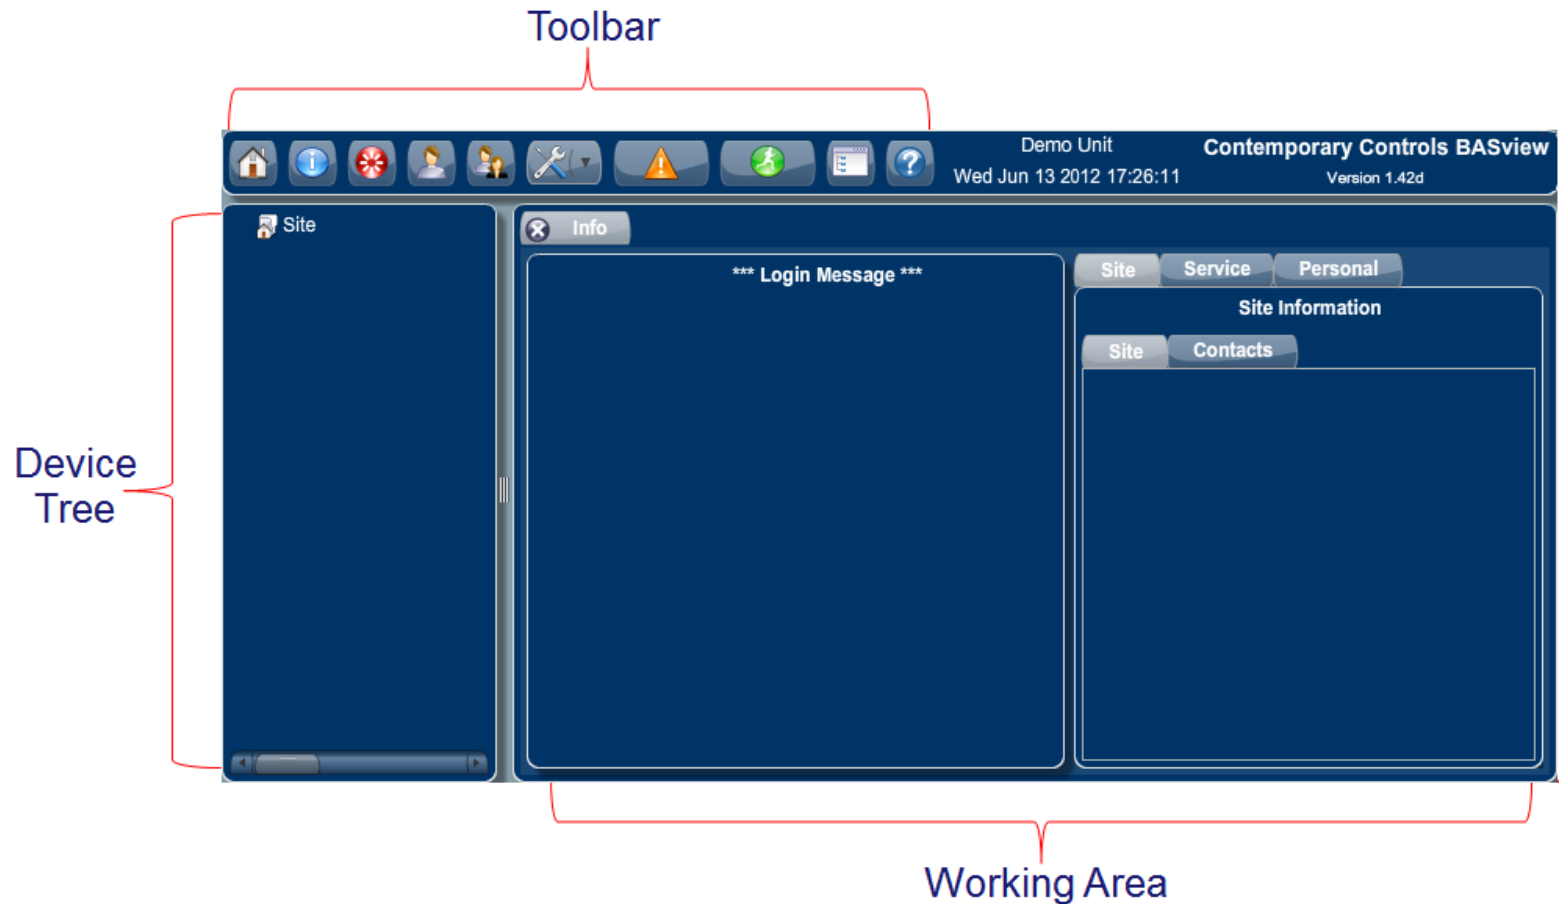 Toolbar
Demo Unit
Wed Jun 13 2012 17:26:11
Contemporary Controls BASview
Version 1.42d
Site
Info
*** Login Message ***
Site Service Personal
Site Information
Site Contacts
Device
Tree
Working Area